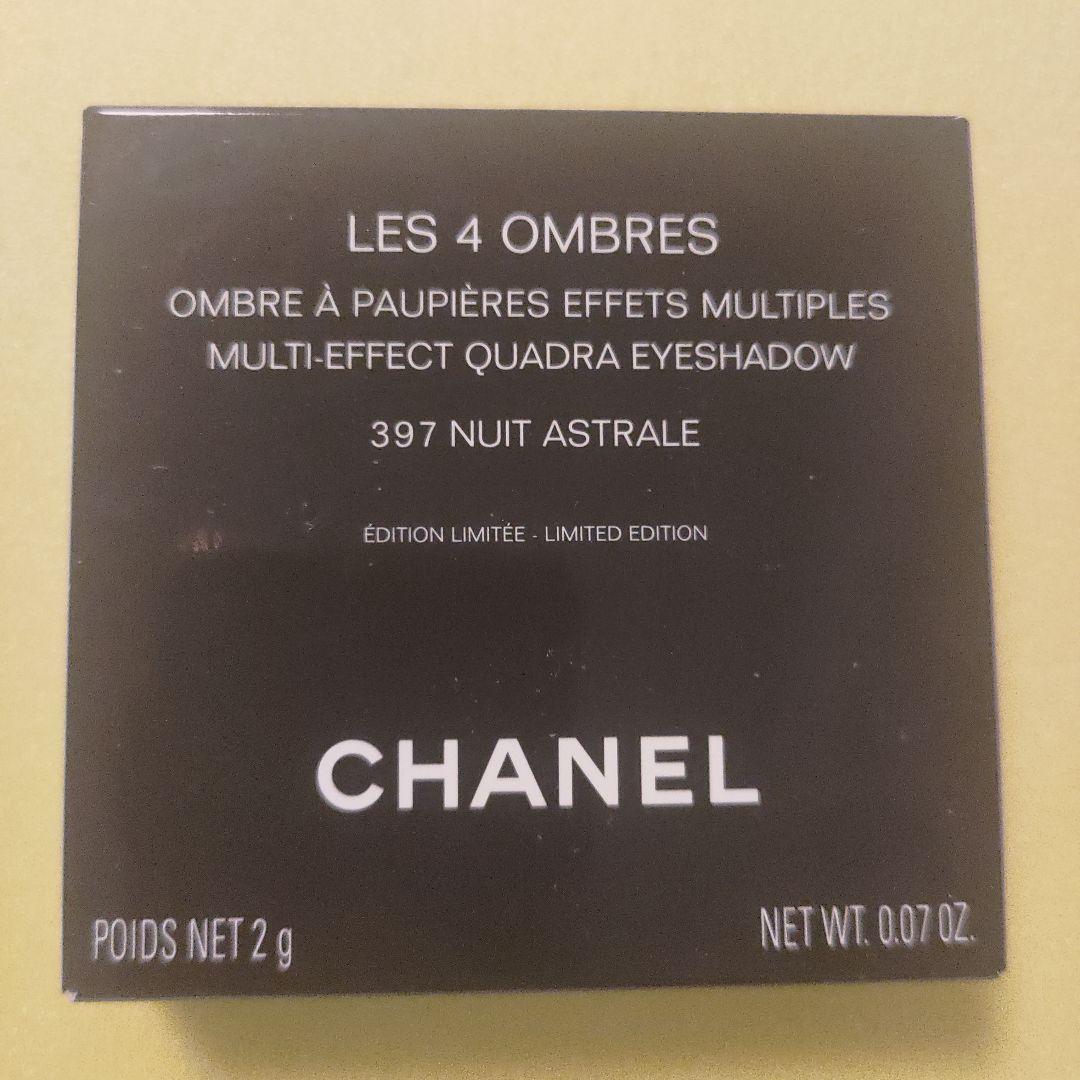 LES 4 OMBRES
OMBRE À PAUPIÈRES EFFETS MULTIPLES
MULTI-EFFECT QUADRA EYESHADOW
397 NUIT ASTRALE
ÉDITION LIMITÉE - LIMITED EDITION
CHANEL
POIDS NET 2 g NET WT. 0.07 OZ.